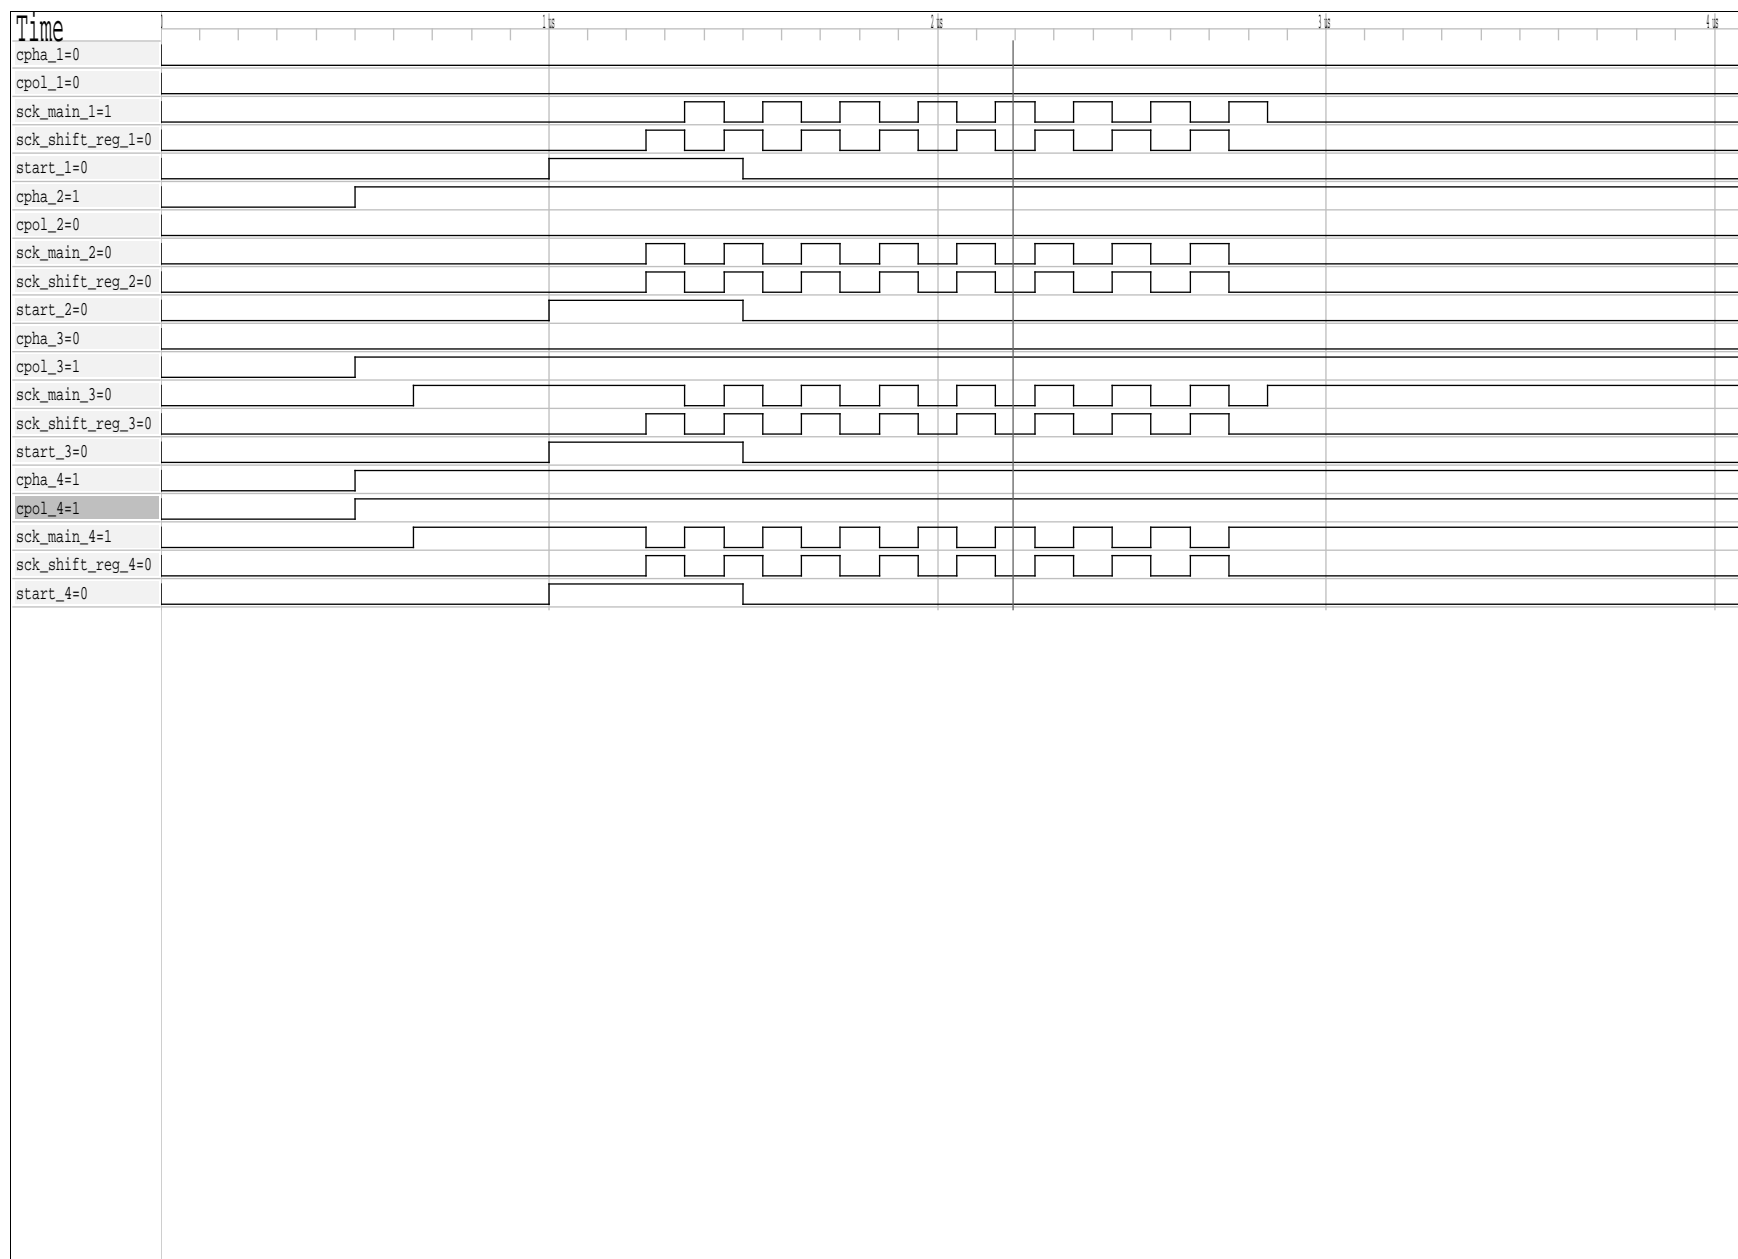 Time
1 us
2 us
3 us
4 us
cpha_1=0
cpol_1=0
sck_main_1=1
sck_shift_reg_1=0
start_1=0
cpha_2=1
cpol_2=0
sck_main_2=0
sck_shift_reg_2=0
start_2=0
cpha_3=0
cpol_3=1
sck_main_3=0
sck_shift_reg_3=0
start_3=0
cpha_4=1
cpol_4=1
sck_main_4=1
sck_shift_reg_4=0
start_4=0